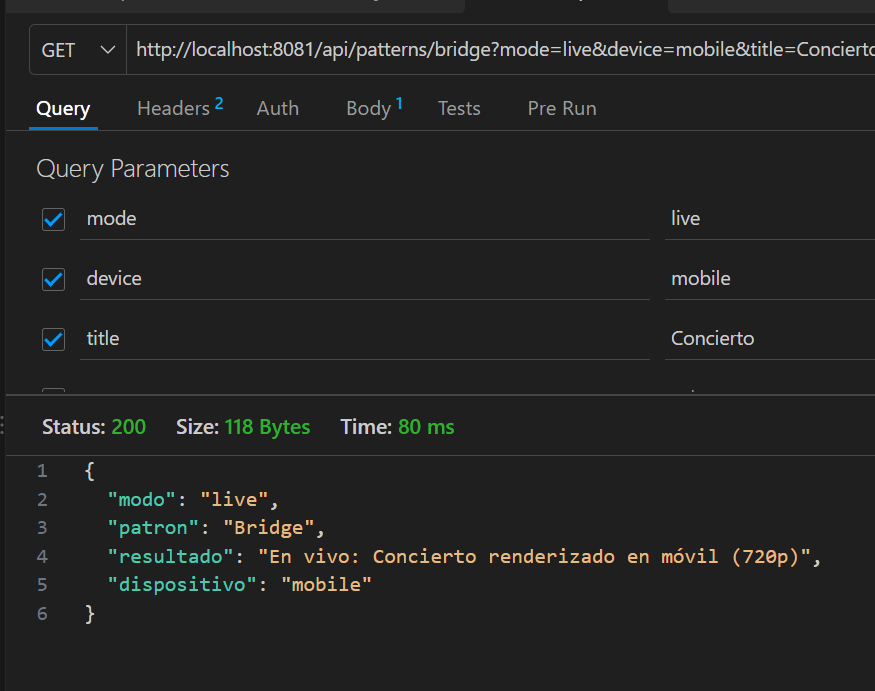 GET http://localhost:8081/api/patterns/bridge?mode=live&device=mobile&title=Concierto
Query Headers 2 Auth Body 1 Tests Pre Run
Query Parameters
mode live
device mobile
title Concierto
Status: 200 Size: 118 Bytes Time: 80 ms
1 {
2 "modo": "live",
3 "patron": "Bridge",
4 "resultado": "En vivo: Concierto renderizado en móvil (720p)",
5 "dispositivo": "mobile"
6 }